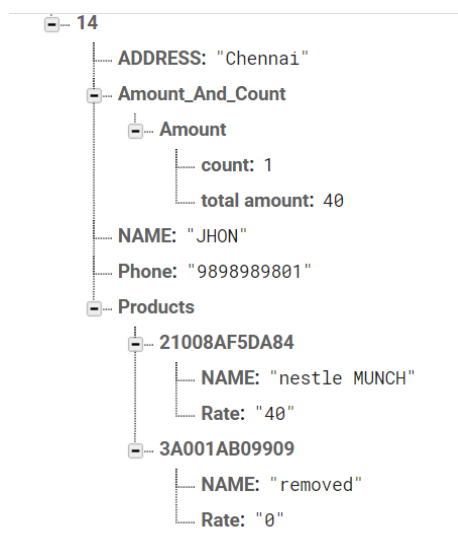 14
ADDRESS: "Chennai"
Amount_And_Count
Amount
count: 1
total amount: 40
NAME: "JHON"
Phone: "9898989801"
Products
21008AF5DA84
NAME: "nestle MUNCH"
Rate: "40"
3A001AB09909
NAME: "removed"
Rate: "0"